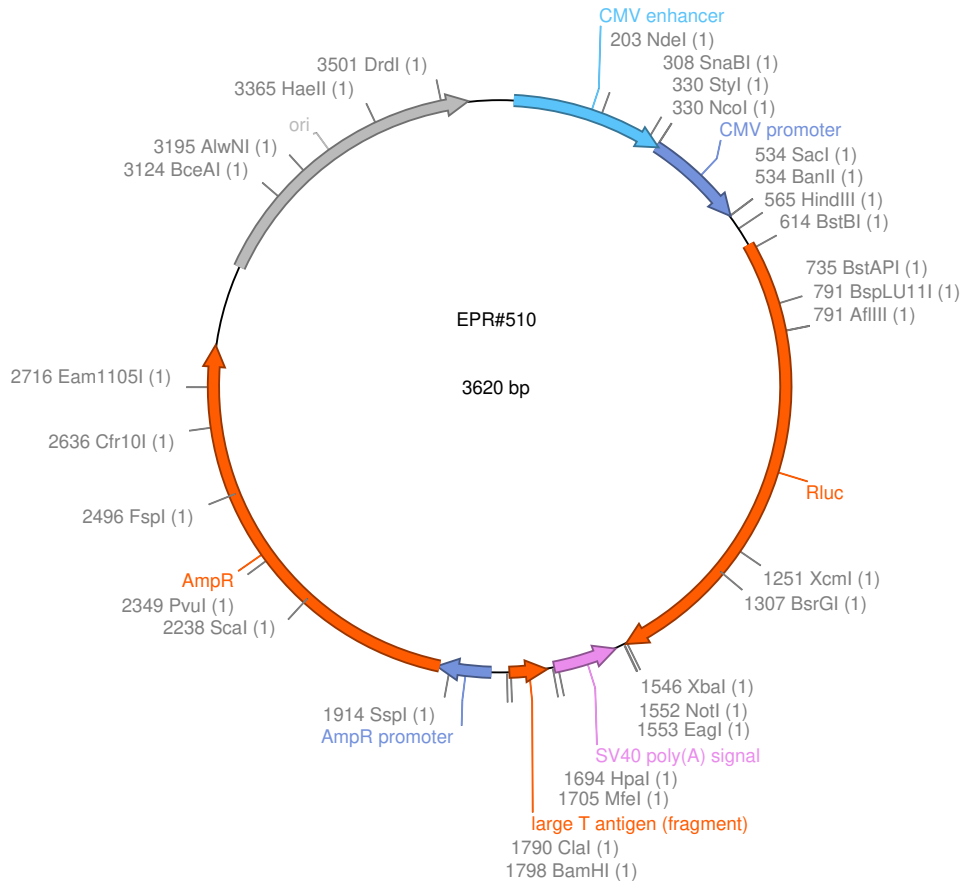 CMV enhancer
203 NdeI (1)
308 SnaBI (1)
330 StyI (1)
330 NcoI (1)
CMV promoter
534 SacI (1)
534 BanII (1)
565 HindIII (1)
614 BstBI (1)
735 BstAPI (1)
791 BspLU11I (1)
791 AflIII (1)
Rluc
1251 XcmI (1)
1307 BsrGI (1)
1546 XbaI (1)
1552 NotI (1)
1553 EagI (1)
SV40 poly(A) signal
1694 HpaI (1)
1705 MfeI (1)
large T antigen (fragment)
1790 ClaI (1)
1798 BamHI (1)
AmpR promoter
1914 SspI (1)
2238 ScaI (1)
2349 PvuI (1)
AmpR
2496 FspI (1)
2636 Cfr10I (1)
2716 Eam1105I (1)
3124 BceAI (1)
3195 AlwNI (1)
ori
3365 HaeII (1)
3501 DrdI (1)
EPR#510
3620 bp